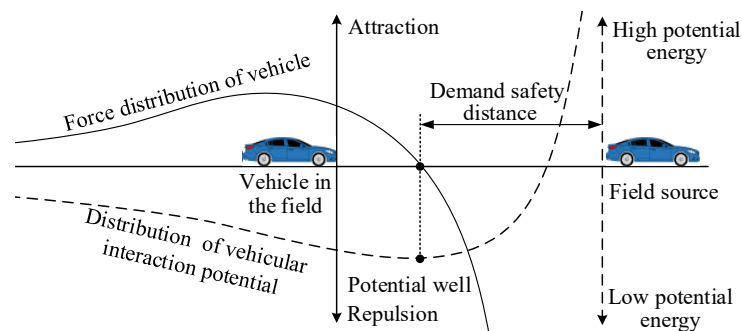 Attraction
High potential
energy
Force distribution of vehicle
Demand safety
distance
Vehicle in
the field
Field source
Distribution of vehicular
interaction potential
Potential well
Repulsion
Low potential
energy